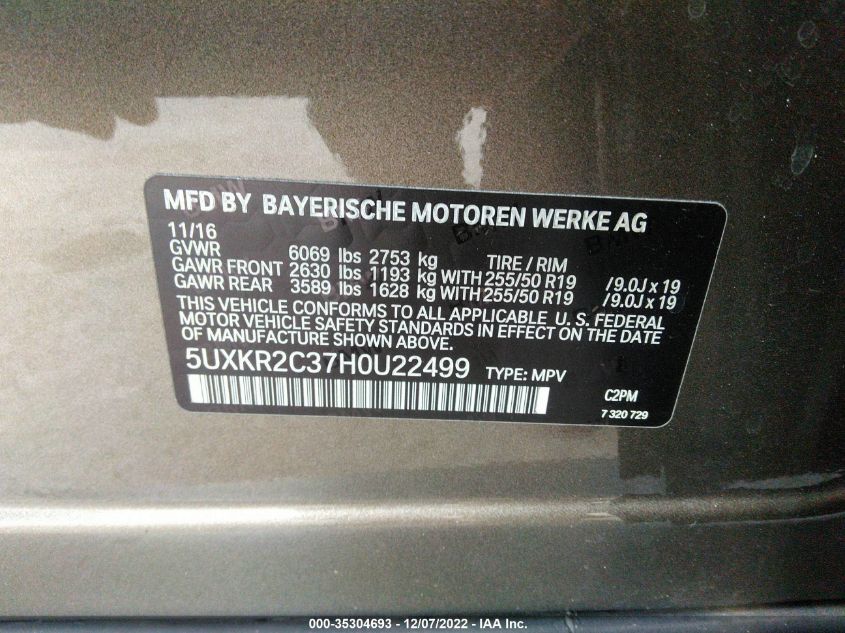 MFD BY BAYERISCHE MOTOREN WERKE AG
11/16
GVWR 6069 lbs 2753 kg TIRE / RIM
GAWR FRONT 2630 lbs 1193 kg WITH 255/50 R19 /9.0J x 19
GAWR REAR 3589 lbs 1628 kg WITH 255/50 R19 /9.0J x 19
THIS VEHICLE CONFORMS TO ALL APPLICABLE U. S. FEDERAL
MOTOR VEHICLE SAFETY STANDARDS IN EFFECT ON THE DATE
OF MANUFACTURE SHOWN ABOVE.
5UXKR2C37H0U22499 TYPE: MPV
C2PM
7 320 729
000-35304693 - 12/07/2022 - IAA Inc.